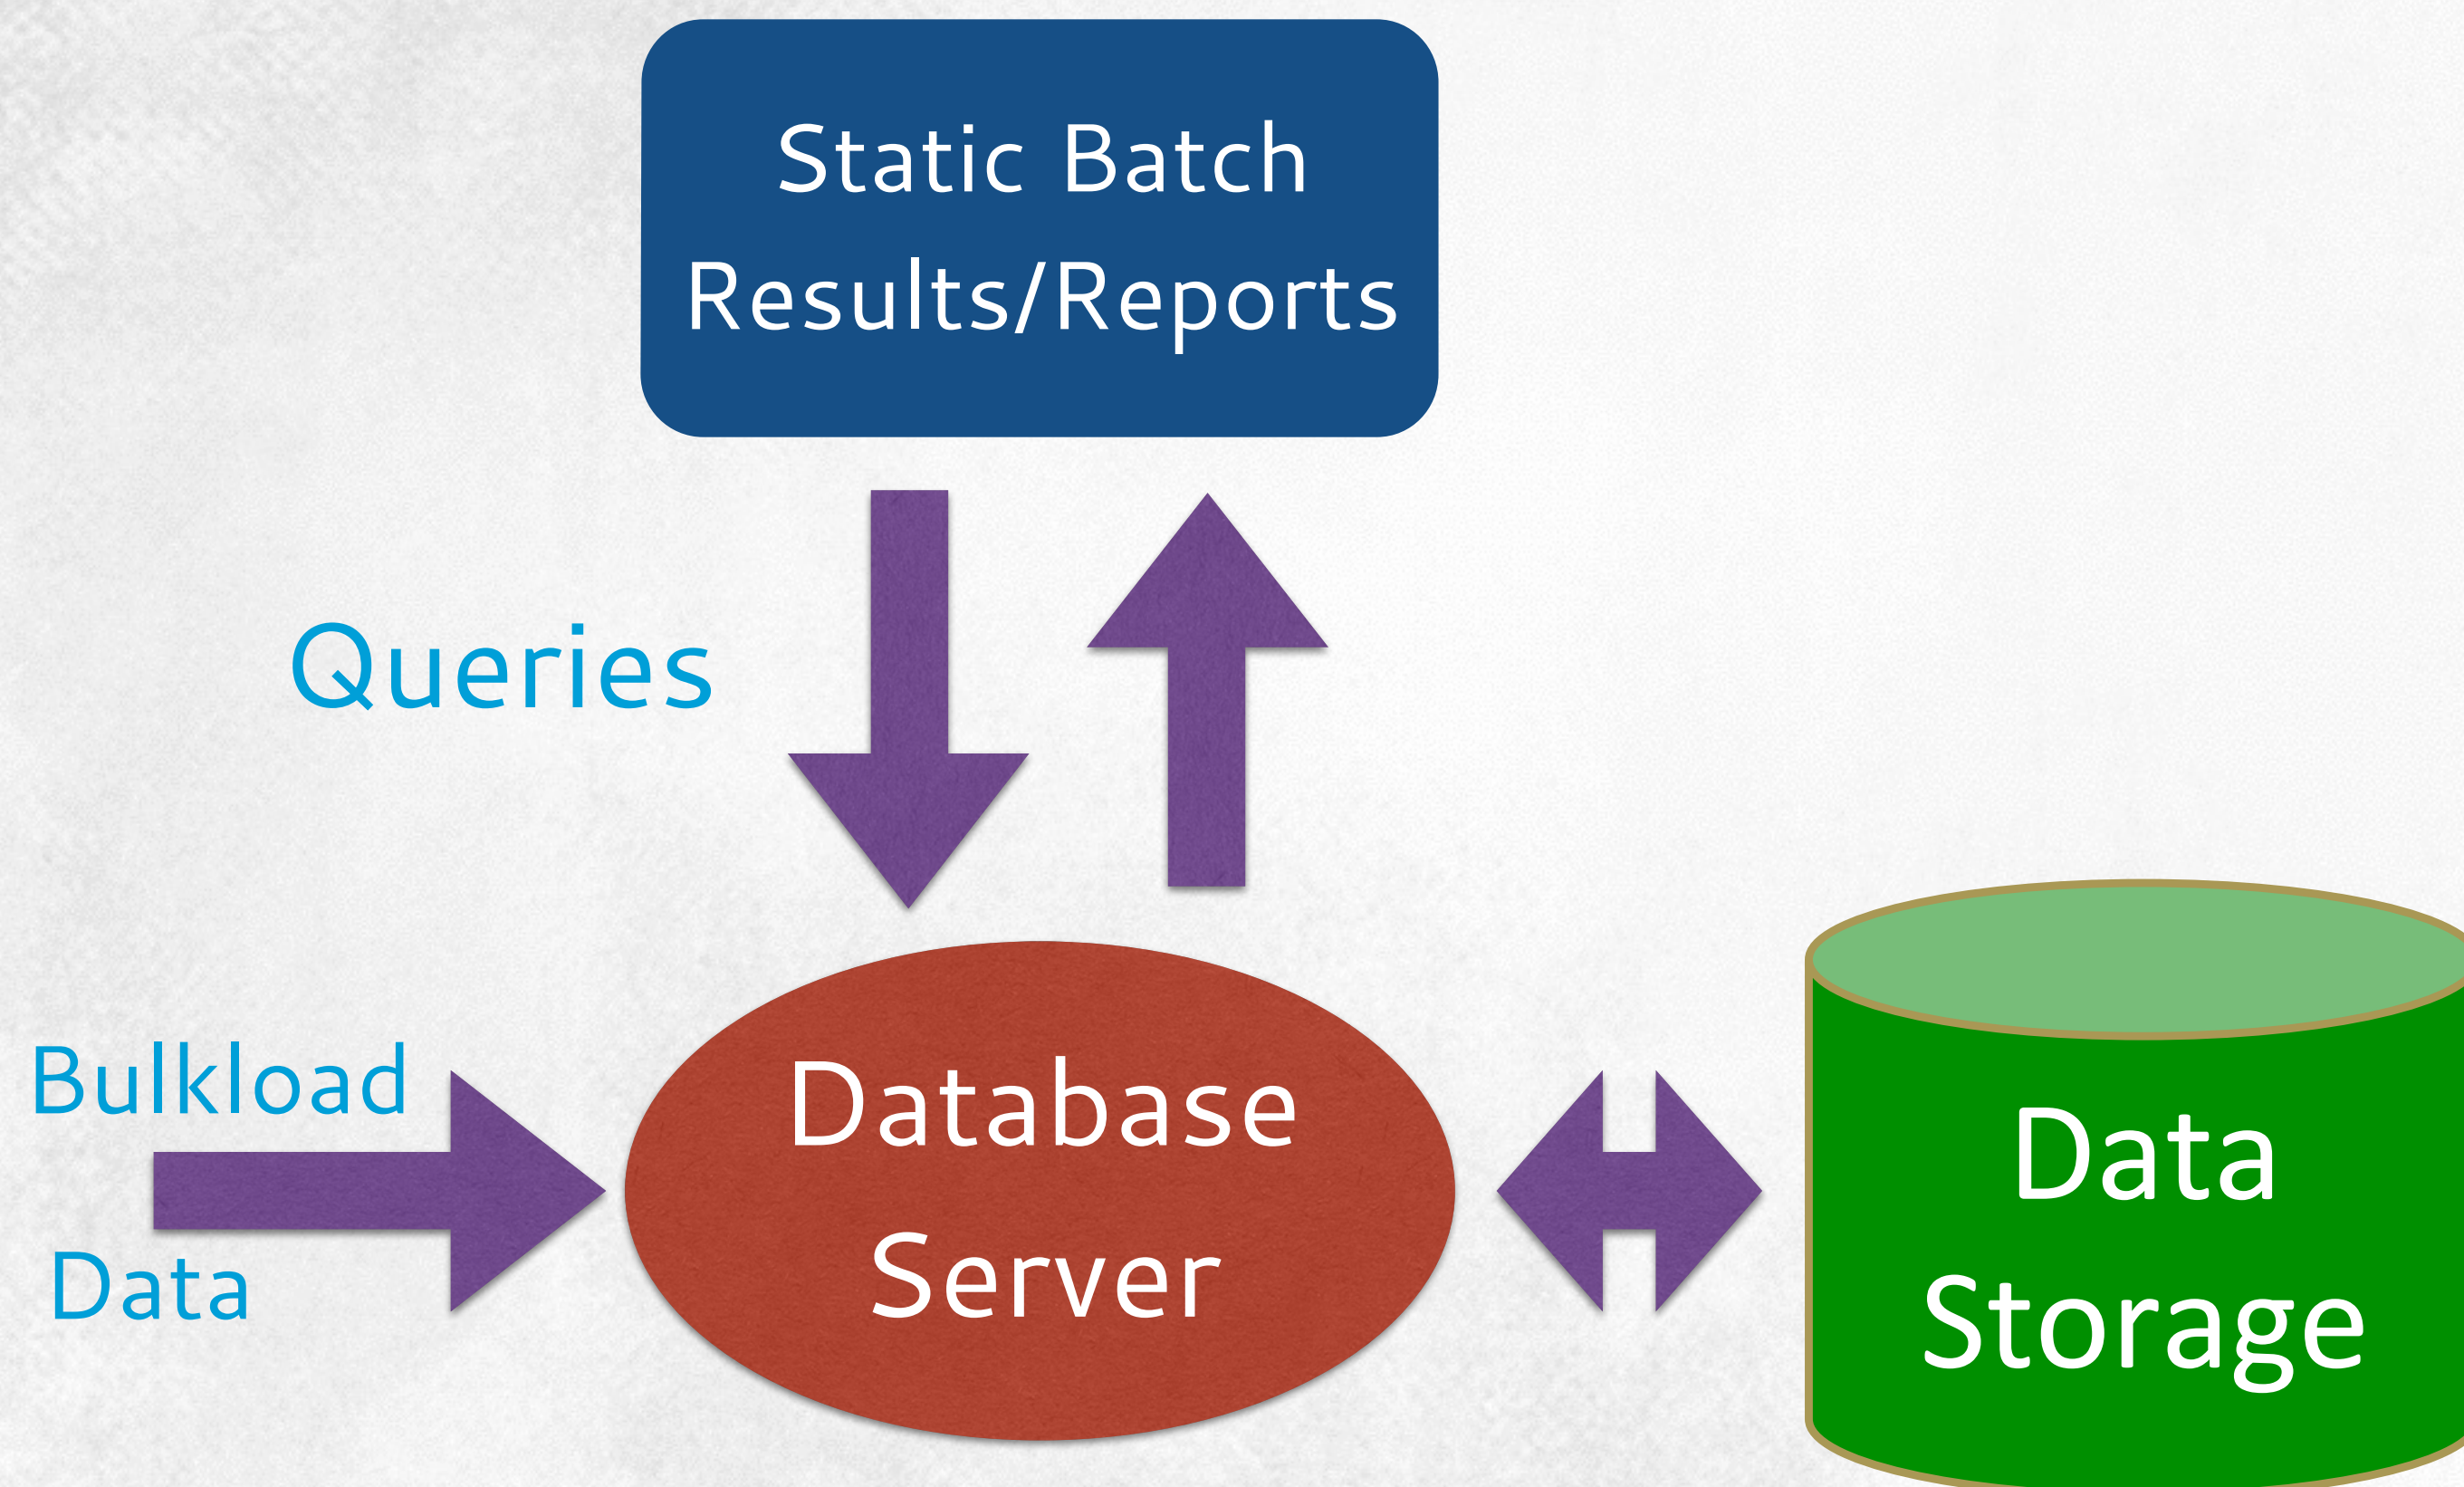 Static Batch
Results/Reports
Queries
Bulkload
Data
Database
Server
Data
Storage